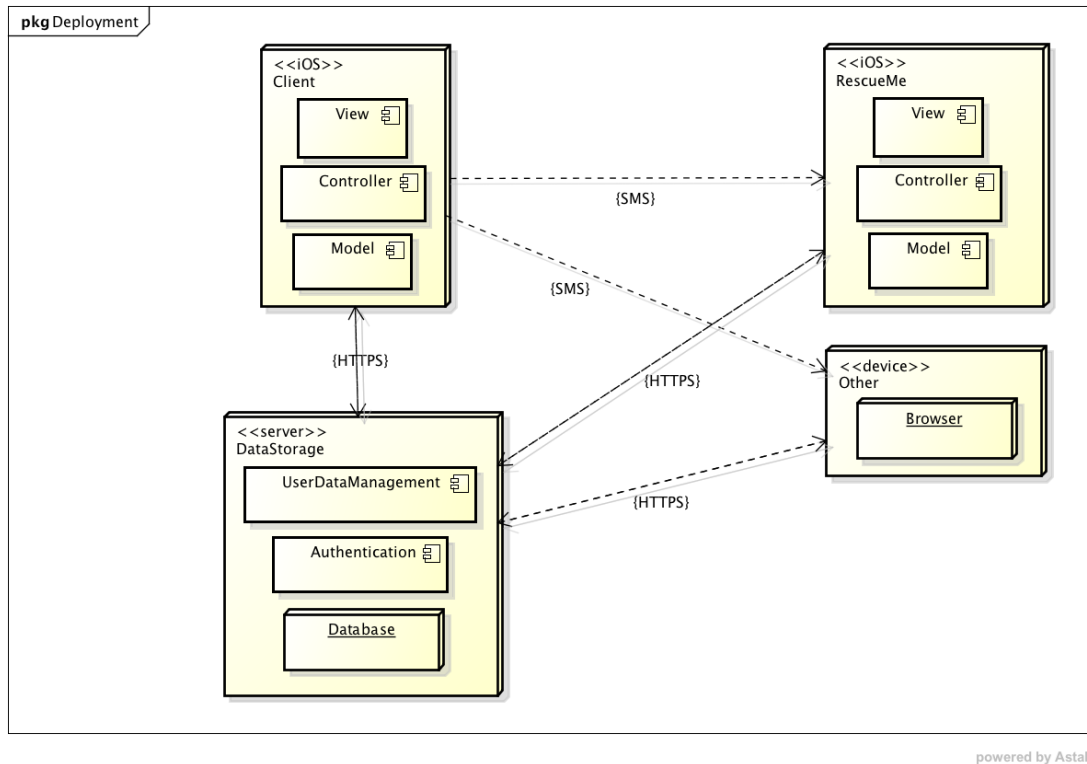 pkg Deployment
<<iOS>>
Client
View
Controller
Model
<<iOS>>
RescueMe
View
Controller
Model
{SMS}
{SMS}
{HTTPS}
{HTTPS}
{HTTPS}
<<device>>
Other
Browser
<<server>>
DataStorage
UserDataManagement
Authentication
Database
powered by Asta